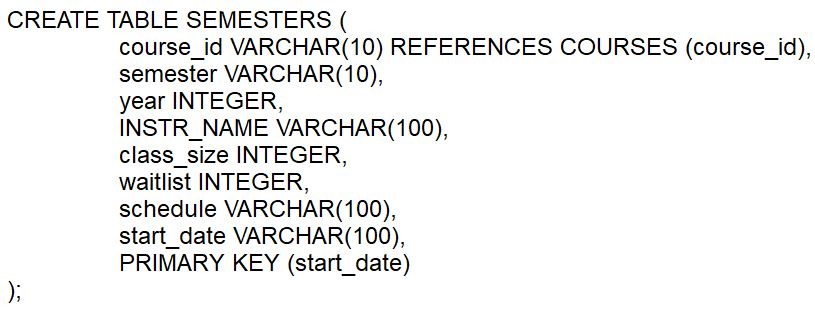 CREATE TABLE SEMESTERS (
course_id VARCHAR(10) REFERENCES COURSES (course_id),
semester VARCHAR(10),
year INTEGER,
INSTR_NAME VARCHAR(100),
class_size INTEGER,
waitlist INTEGER,
schedule VARCHAR(100),
start_date VARCHAR(100),
PRIMARY KEY (start_date)
);